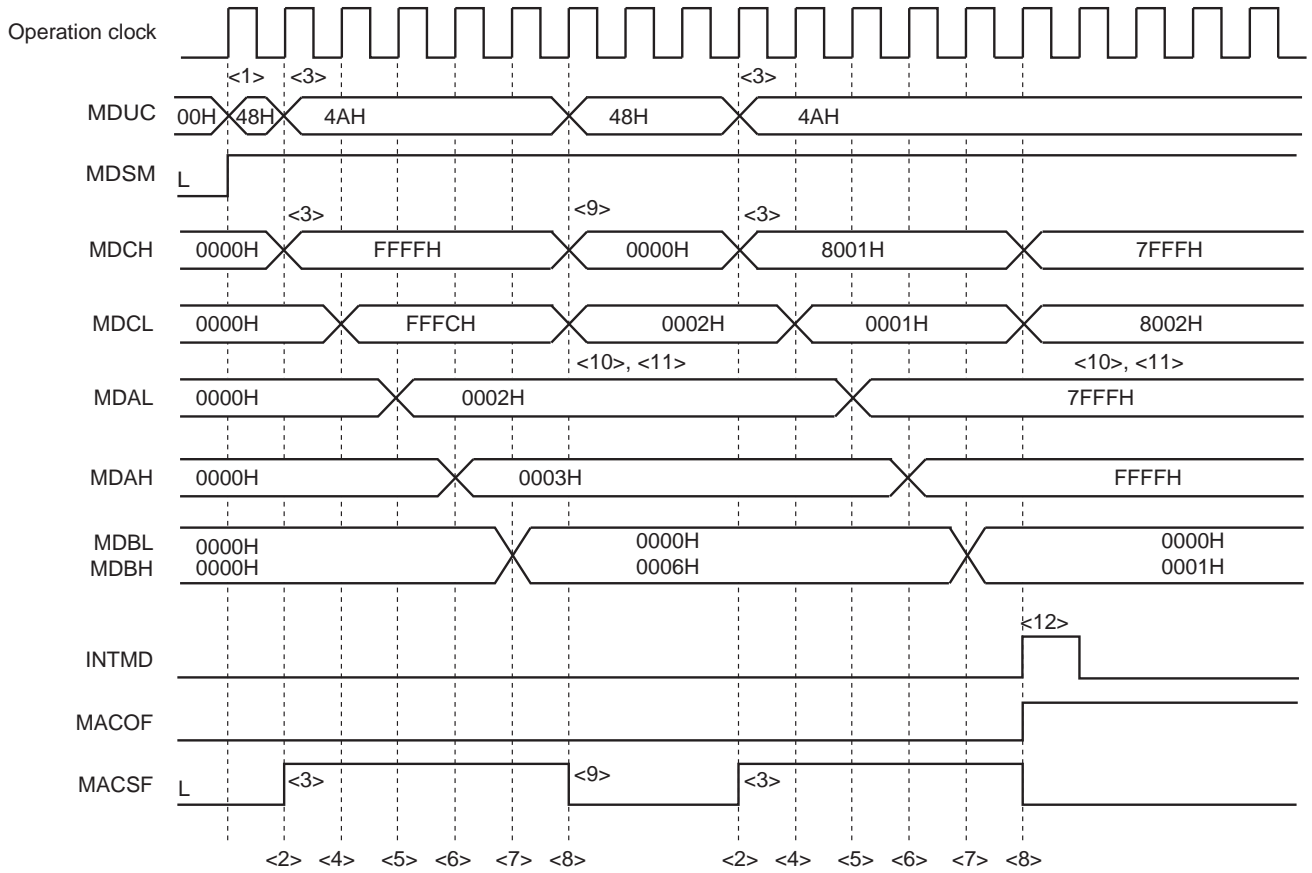 Operation clock
<1> <3> <3>
MDUC 00H 48H 4AH 48H 4AH
MDSM L
<3> <9> <3>
MDCH 0000H FFFFH 0000H 8001H 7FFFH
MDCL 0000H FFFCH 0002H 0001H 8002H
<10>, <11> <10>, <11>
MDAL 0000H 0002H 7FFFH
MDAH 0000H 0003H FFFFH
MDBL 0000H 0000H 0000H
MDBH 0000H 0006H 0001H
<12>
INTMD
MACOF
MACSF L <3> <9> <3>
<2> <4> <5> <6> <7> <8> <2> <4> <5> <6> <7> <8>